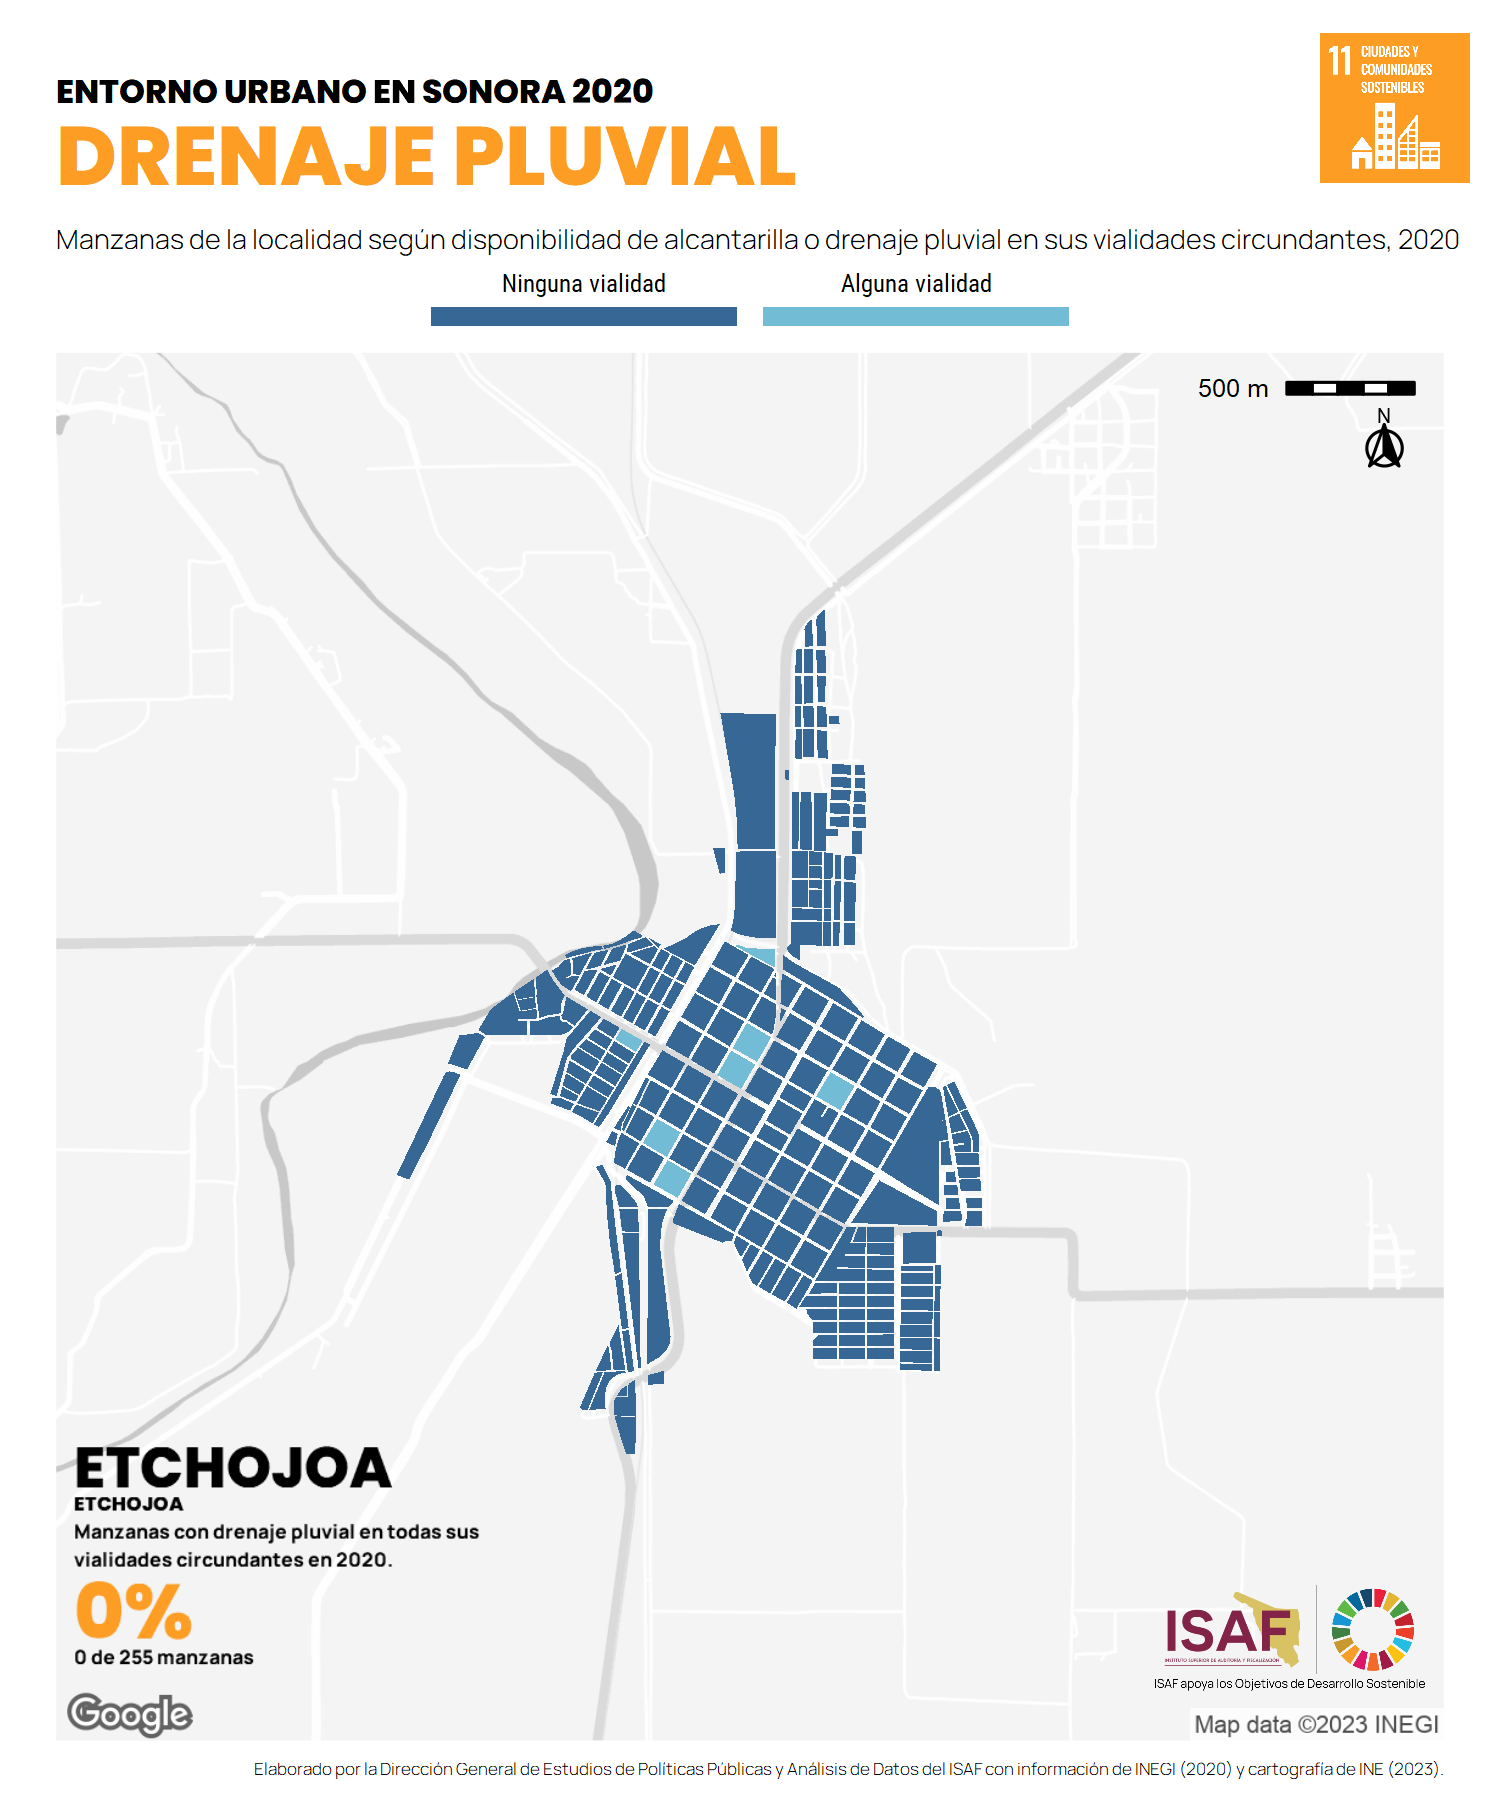 ENTORNO URBANO EN SONORA 2020
DRENAJE PLUVIAL
11 CIUDADES Y
COMUNIDADES
SOSTENIBLES
Manzanas de la localidad según disponibilidad de alcantarilla o drenaje pluvial en sus vialidades circundantes, 2020
Ninguna vialidad
Alguna vialidad
500 m
N
ETCHOJOA
ETCHOJOA
Manzanas con drenaje pluvial en todas sus
vialidades circundantes en 2020.
0%
0 de 255 manzanas
Google
ISAF
INSTITUTO SUPERIOR DE AUDITORÍA Y FISCALIZACIÓN
ISAF apoya los Objetivos de Desarrollo Sostenible
Map data ©2023 INEGI
Elaborado por la Dirección General de Estudios de Políticas Públicas y Análisis de Datos del ISAF con información de INEGI (2020) y cartografía de INE (2023).